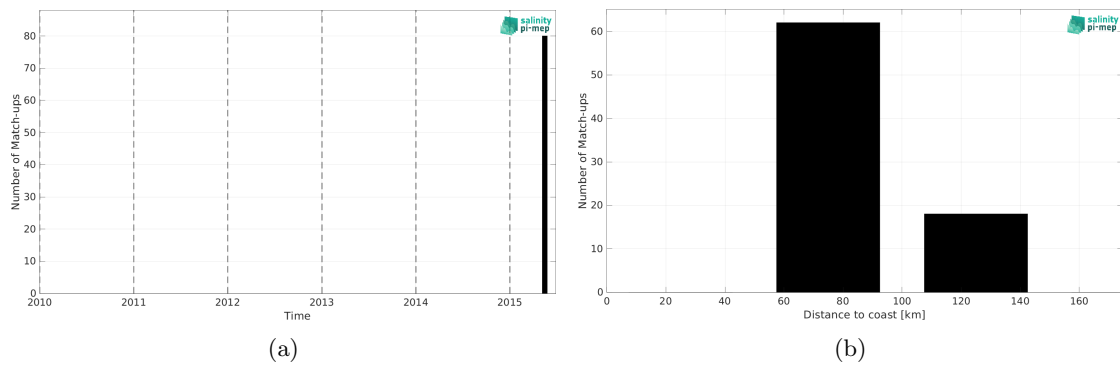 salinity
pi-mep
80
70
60
50
40
30
20
10
0
Number of Match-ups
2010 2011 2012 2013 2014 2015
Time
(a)
salinity
pi-mep
60
50
40
30
20
10
0
Number of Match-ups
0 20 40 60 80 100 120 140 160
Distance to coast [km]
(b)